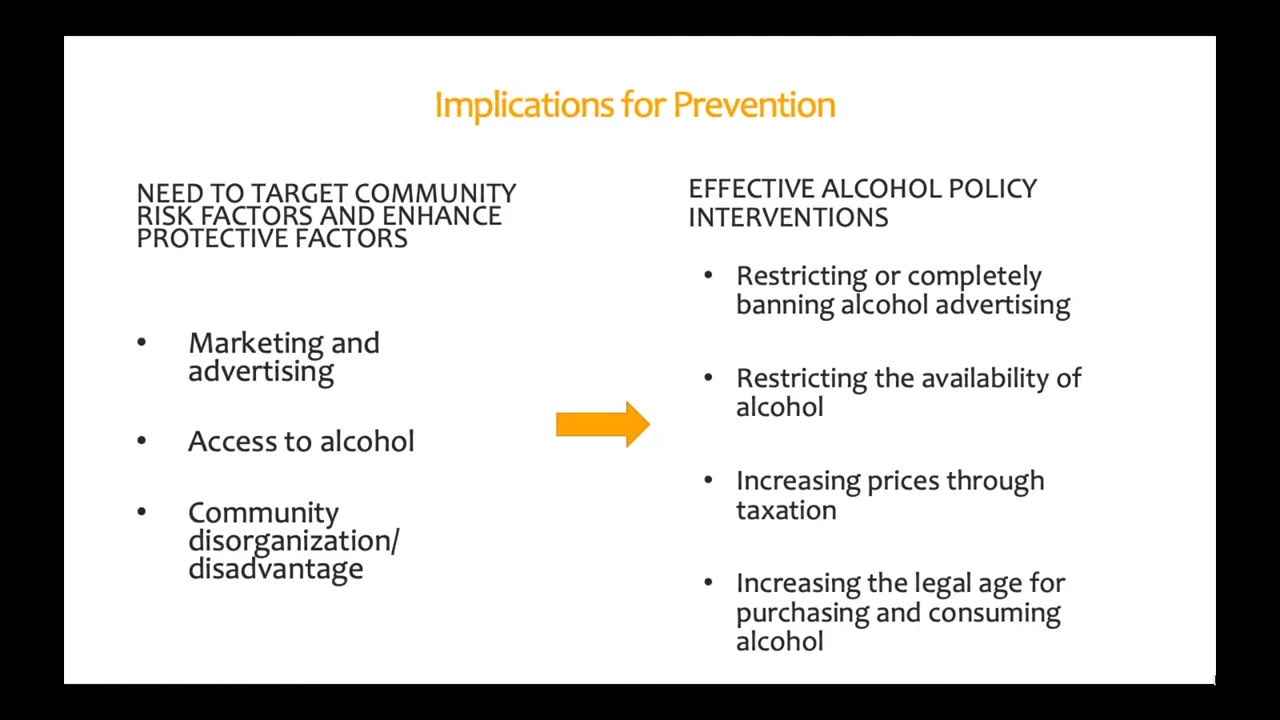 Implications for Prevention
NEED TO TARGET COMMUNITY
RISK FACTORS AND ENHANCE
PROTECTIVE FACTORS
• Marketing and
advertising
• Access to alcohol
• Community
disorganization/
disadvantage
EFFECTIVE ALCOHOL POLICY
INTERVENTIONS
• Restricting or completely
banning alcohol advertising
• Restricting the availability of
alcohol
• Increasing prices through
taxation
• Increasing the legal age for
purchasing and consuming
alcohol